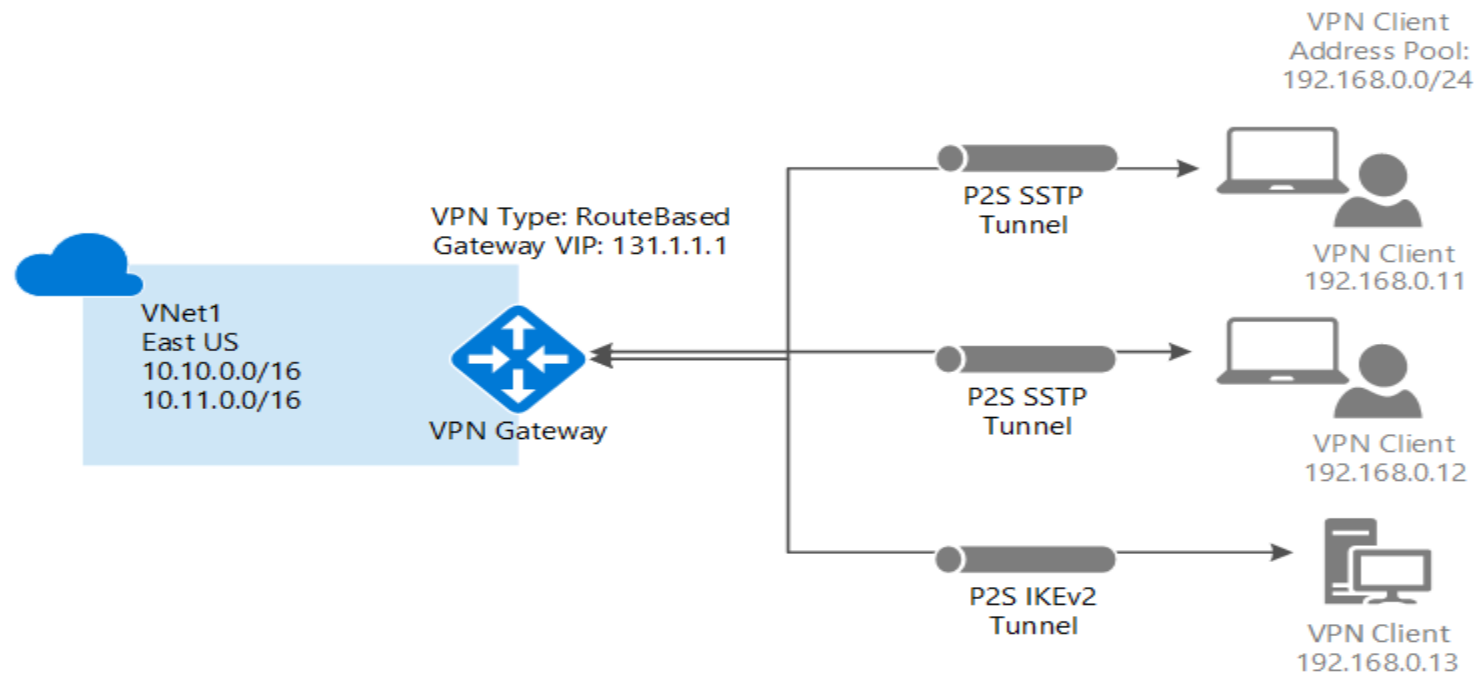 VPN Client
Address Pool:
192.168.0.0/24
P2S SSTP
Tunnel
VPN Type: RouteBased
Gateway VIP: 131.1.1.1
VPN Client
192.168.0.11
VNet1
East US
10.10.0.0/16
10.11.0.0/16
VPN Gateway
P2S SSTP
Tunnel
VPN Client
192.168.0.12
P2S IKEv2
Tunnel
VPN Client
192.168.0.13